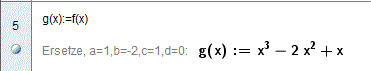 5
g(x):=f(x)
Ersetze, a=1,b=-2,c=1,d=0: g(x) := x³ − 2 x² + x